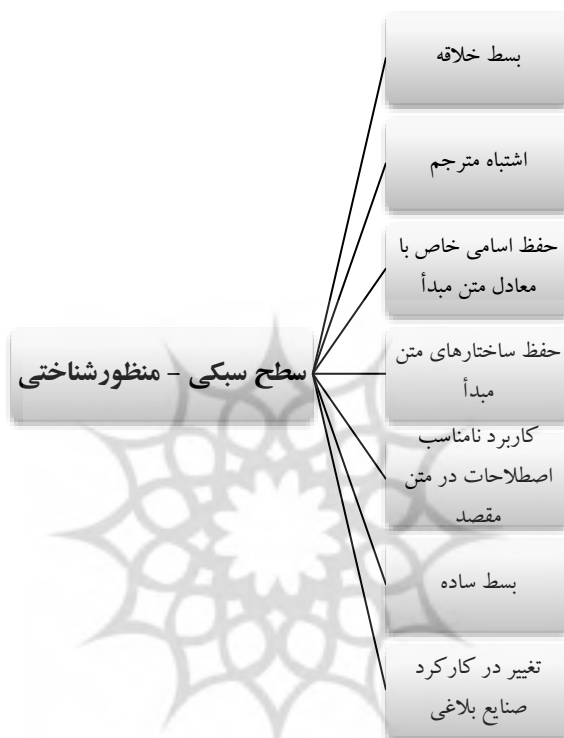 بسط خلاقه
اشتباه مترجم
حفظ اسامی خاص با
معادل متن مبدأ
سطح سبکی – منظورشناختی
حفظ ساختارهای متن
مبدأ
کاربرد نامناسب
اصطلاحات در متن
مقصد
بسط ساده
تغییر در کارکرد
صنایع بلاغی